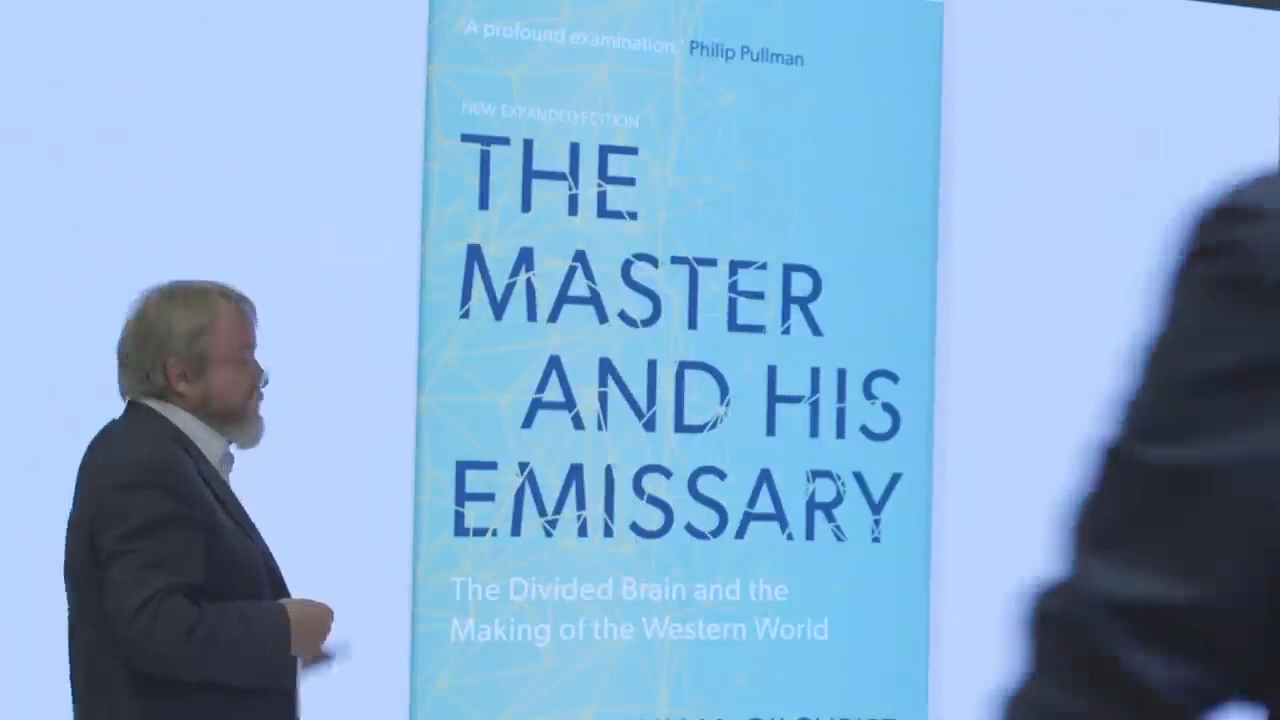 'A profound examination.' Philip Pullman
NEW EXPANDED EDITION
THE
MASTER
AND HIS
EMISSARY
The Divided Brain and the
Making of the Western World